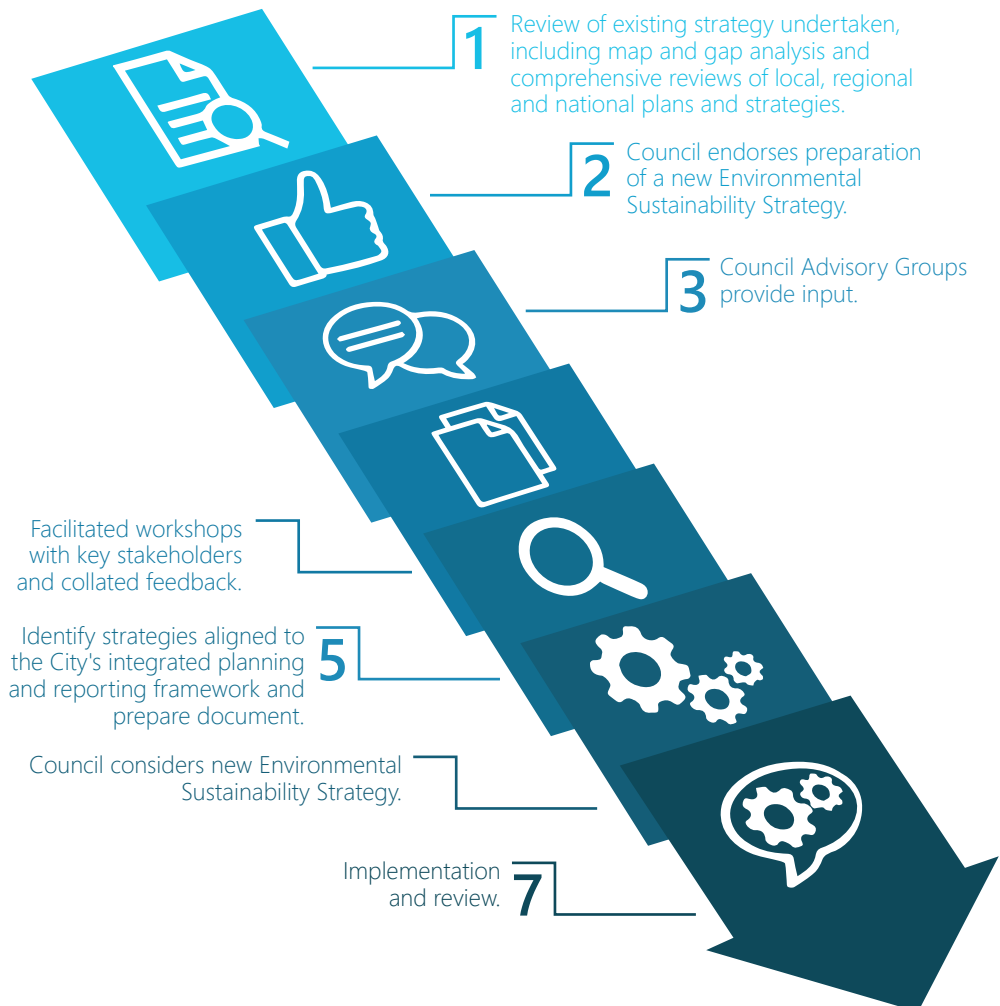 1
Review of existing strategy undertaken,
including map and gap analysis and
comprehensive reviews of local, regional
and national plans and strategies.
2
Council endorses preparation
of a new Environmental
Sustainability Strategy.
3
Council Advisory Groups
provide input.
Facilitated workshops
with key stakeholders
and collated feedback.
Identify strategies aligned to
the City's integrated planning
and reporting framework and
prepare document.
5
Council considers new Environmental
Sustainability Strategy.
Implementation
and review.
7